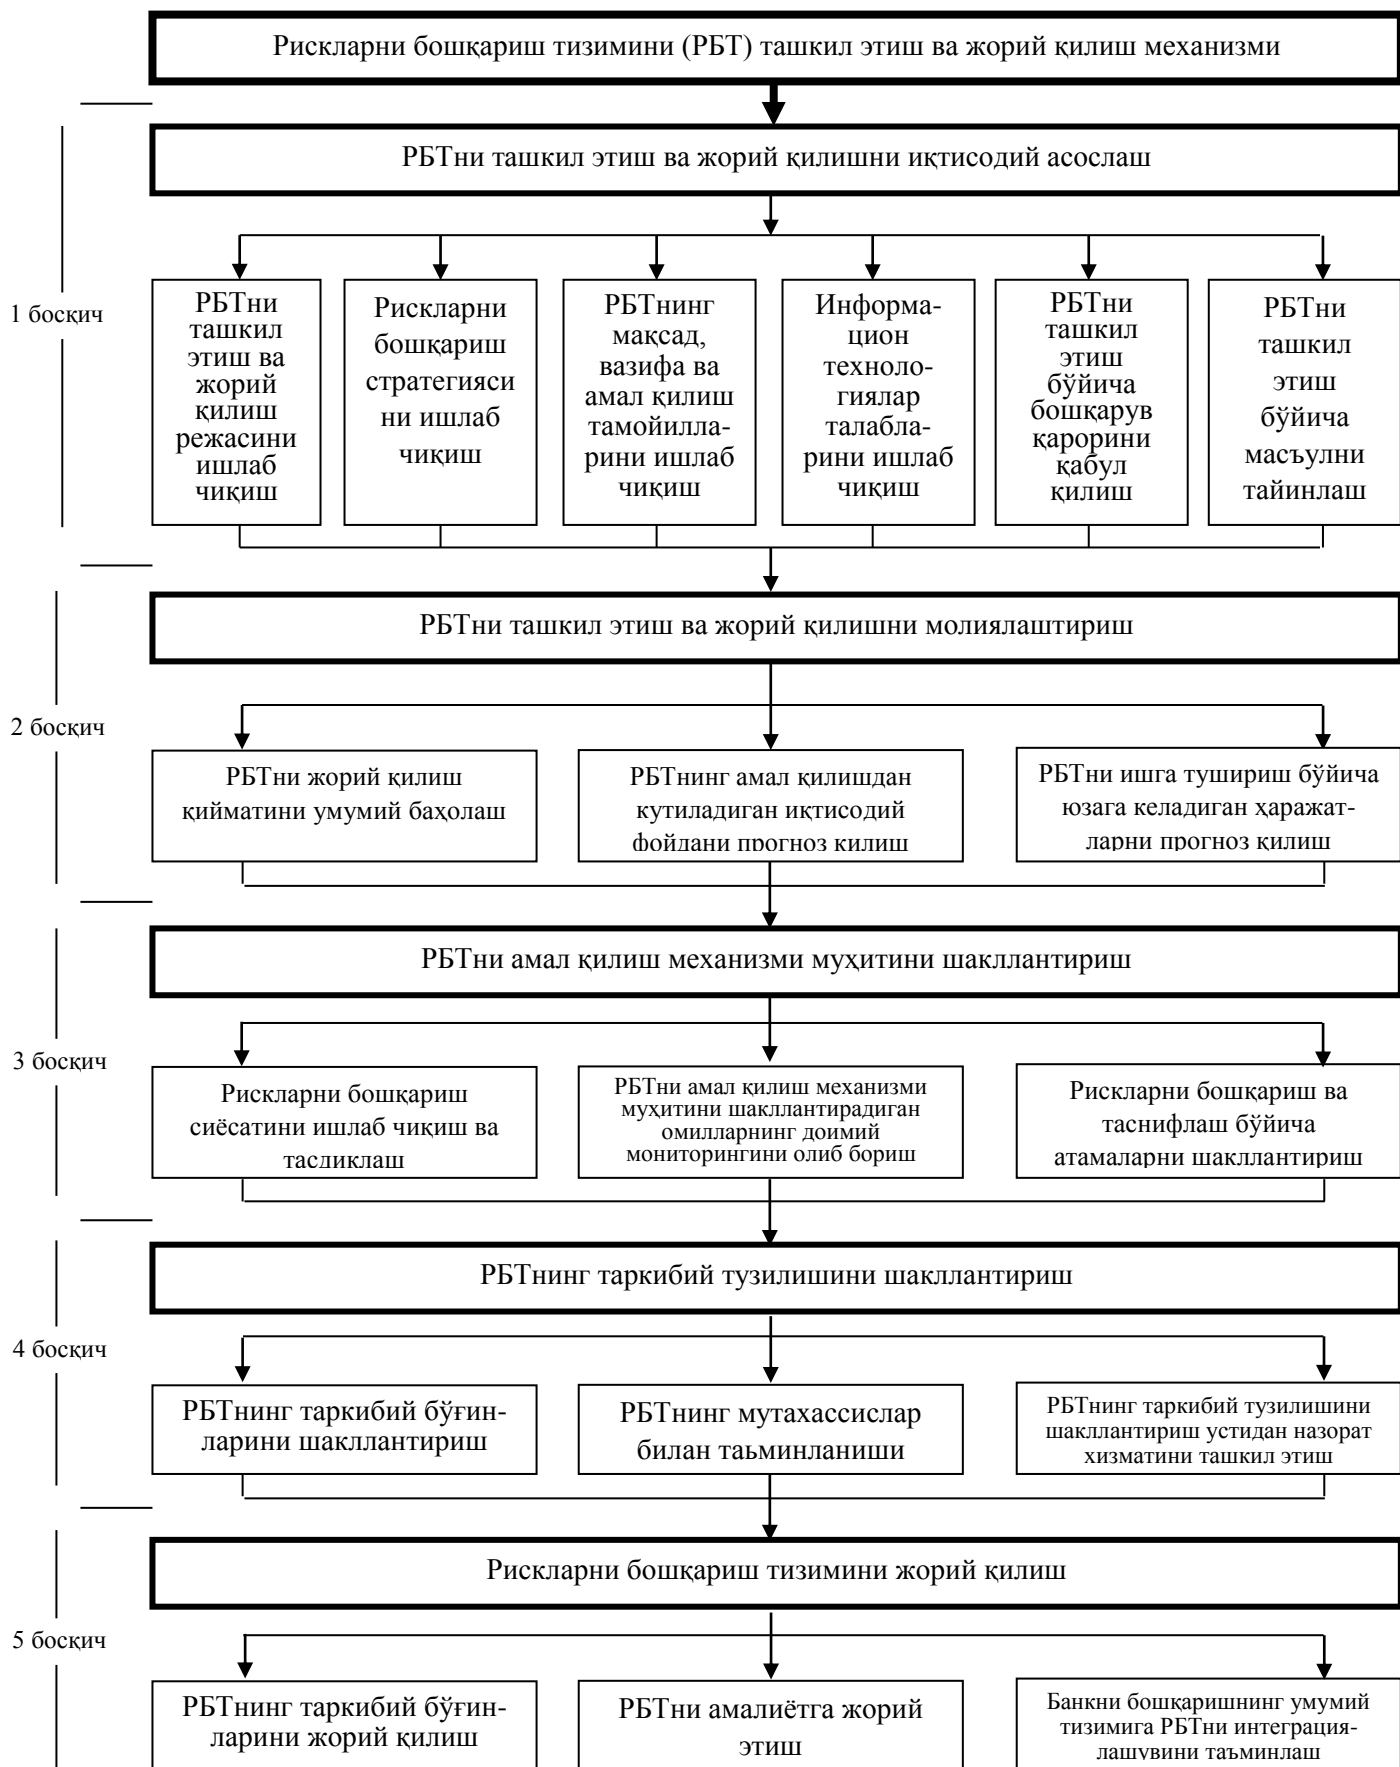 Рискларни бошқариш тизимини (РБТ) ташкил этиш ва жорий қилиш механизми
РБТни ташкил этиш ва жорий қилишни иқтисодий асослаш
1 босқич
РБТни
ташкил
этиш ва
жорий
қилиш
режасини
ишлаб
чиқиш
Рискларни
бошқариш
стратегияси
ни ишлаб
чиқиш
РБТнинг
мақсад,
вазифа ва
амал қилиш
тамойилла-
рини ишлаб
чиқиш
Информа-
цион
техноло-
гиялар
талабла-
рини ишлаб
чиқиш
РБТни
ташкил
этиш
бўйича
бошқарув
қарорини
қабул
қилиш
РБТни
ташкил
этиш
бўйича
масъулни
тайинлаш
РБТни ташкил этиш ва жорий қилишни молиялаштириш
2 босқич
РБТни жорий қилиш
қийматини умумий баҳолаш
РБТнинг амал қилишдан
кутиладиган иқтисодий
фойдани прогноз қилиш
РБТни ишга тушириш бўйича
юзага келадиган ҳаражат-
ларни прогноз қилиш
РБТни амал қилиш механизми муҳитини шакллантириш
3 босқич
Рискларни бошқариш
сиёсатини ишлаб чиқиш ва
тасдиқлаш
РБТни амал қилиш механизми
муҳитини шакллантирадиган
омилларнинг доимий
мониторингини олиб бориш
Рискларни бошқариш ва
таснифлаш бўйича
атамаларни шакллантириш
РБТнинг таркибий тузилишини шакллантириш
4 босқич
РБТнинг таркибий бўғин-
ларини шакллантириш
РБТнинг мутахассислар
билан таьминланиши
РБТнинг таркибий тузилишини
шакллантириш устидан назорат
хизматини ташкил этиш
Рискларни бошқариш тизимини жорий қилиш
5 босқич
РБТнинг таркибий бўғин-
ларини жорий қилиш
РБТни амалиётга жорий
этиш
Банкни бошқаришнинг умумий
тизимига РБТни интеграция-
лашувини таъминлаш